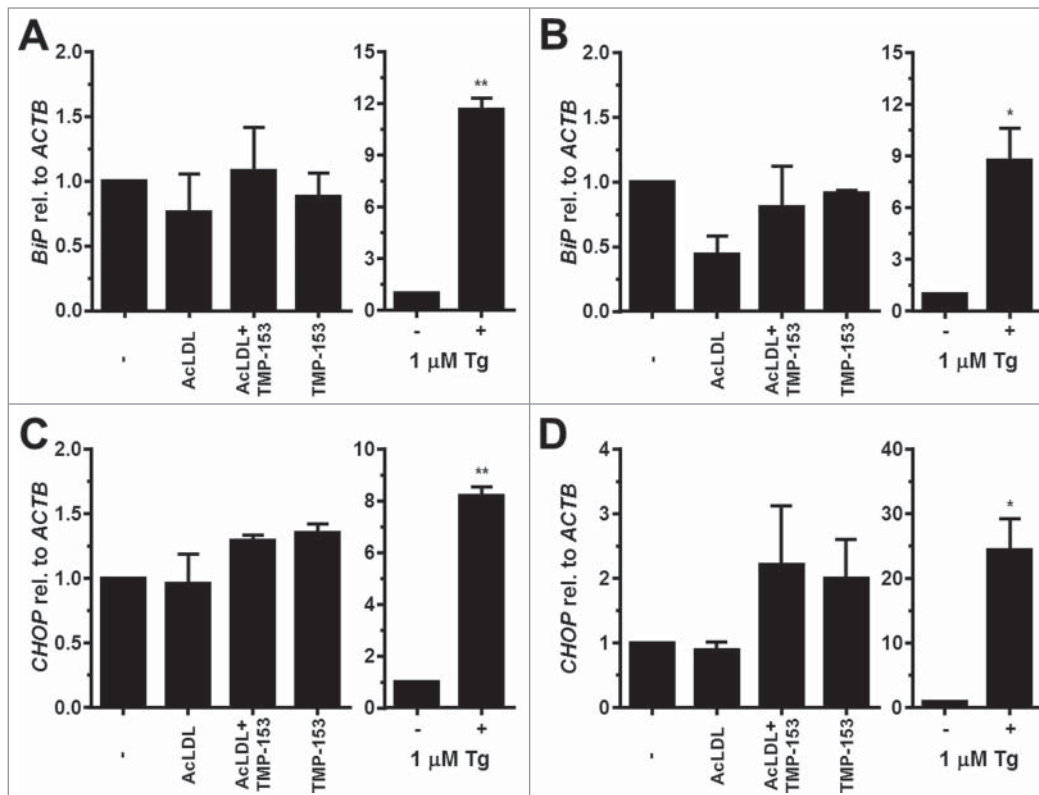 A
BiP rel. to ACTB
2.0
1.5
1.0
0.5
0.0
-
AcLDL
AcLDL+
TMP-153
TMP-153
15
12
9
6
3
0
**
- +
1 μM Tg
B
BiP rel. to ACTB
2.0
1.5
1.0
0.5
0.0
-
AcLDL
AcLDL+
TMP-153
TMP-153
15
12
9
6
3
0
*
- +
1 μM Tg
C
CHOP rel. to ACTB
2.0
1.5
1.0
0.5
0.0
-
AcLDL
AcLDL+
TMP-153
TMP-153
10
8
6
4
2
0
**
- +
1 μM Tg
D
CHOP rel. to ACTB
4
3
2
1
0
-
AcLDL
AcLDL+
TMP-153
TMP-153
40
30
20
10
0
*
- +
1 μM Tg